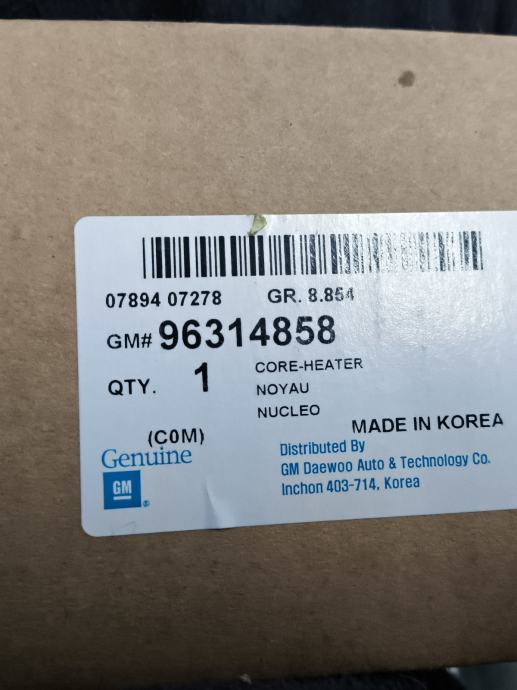 07894 07278 GR. 8.854
GM# 96314858
QTY. 1 CORE-HEATER
NOYAU
NUCLEO
(C0M) MADE IN KOREA
Genuine
GM
®
Distributed By
GM Daewoo Auto & Technology Co.
Inchon 403-714, Korea